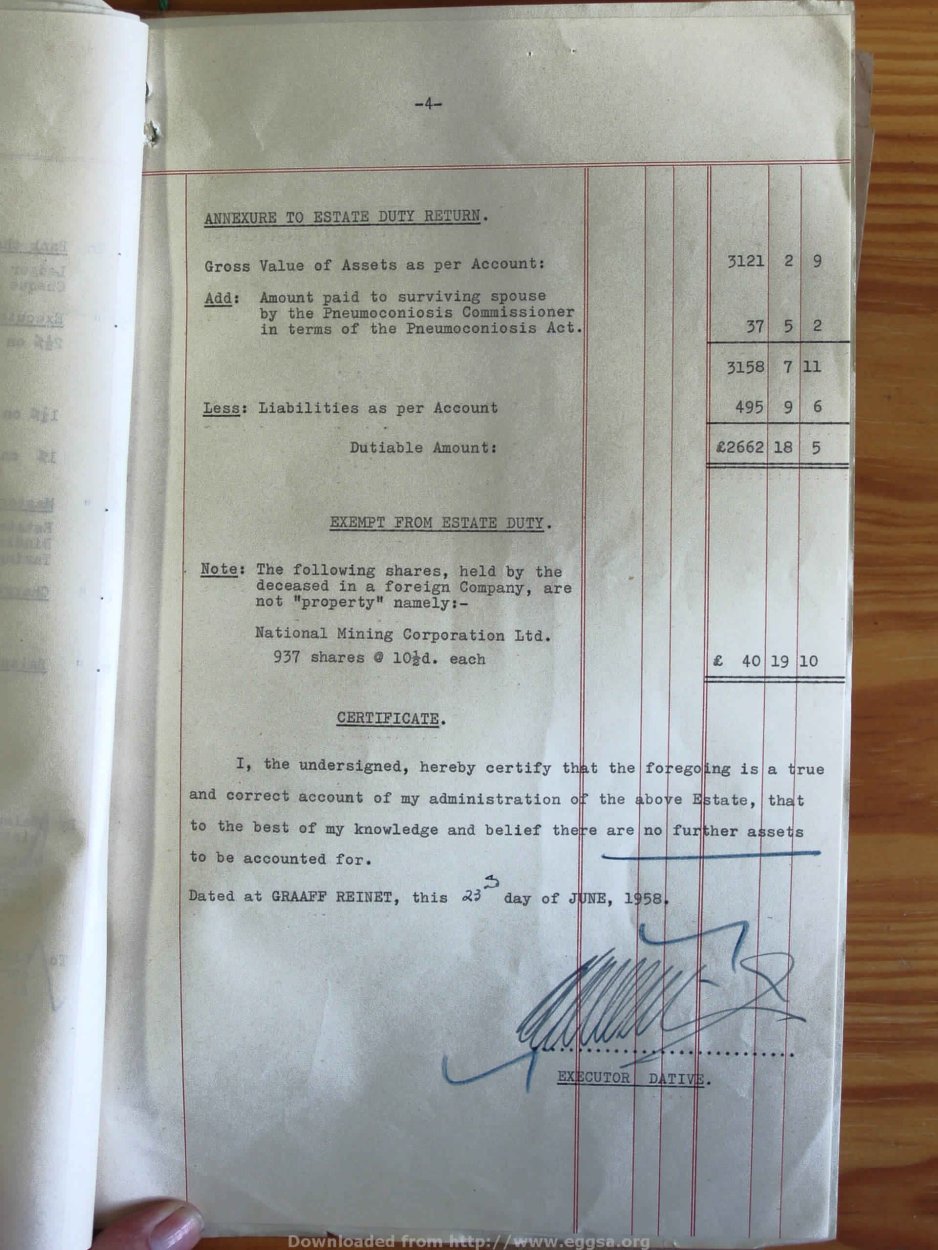 -4-
ANNEXURE TO ESTATE DUTY RETURN.
Gross Value of Assets as per Account: 3121 2 9
Add: Amount paid to surviving spouse
by the Pneumoconiosis Commissioner
in terms of the Pneumoconiosis Act. 37 5 2
3158 7 11
Less: Liabilities as per Account 495 9 6
Dutiable Amount: £2662 18 5
EXEMPT FROM ESTATE DUTY.
Note: The following shares, held by the
deceased in a foreign Company, are
not "property" namely:-
National Mining Corporation Ltd.
937 shares @ 10½d. each £ 40 19 10
CERTIFICATE.
I, the undersigned, hereby certify that the foregoing is a true
and correct account of my administration of the above Estate, that
to the best of my knowledge and belief there are no further assets
to be accounted for.
Dated at GRAAFF REINET, this 23 day of JUNE, 1958.
EXECUTOR DATIVE.
Downloaded from http://www.eggsa.org